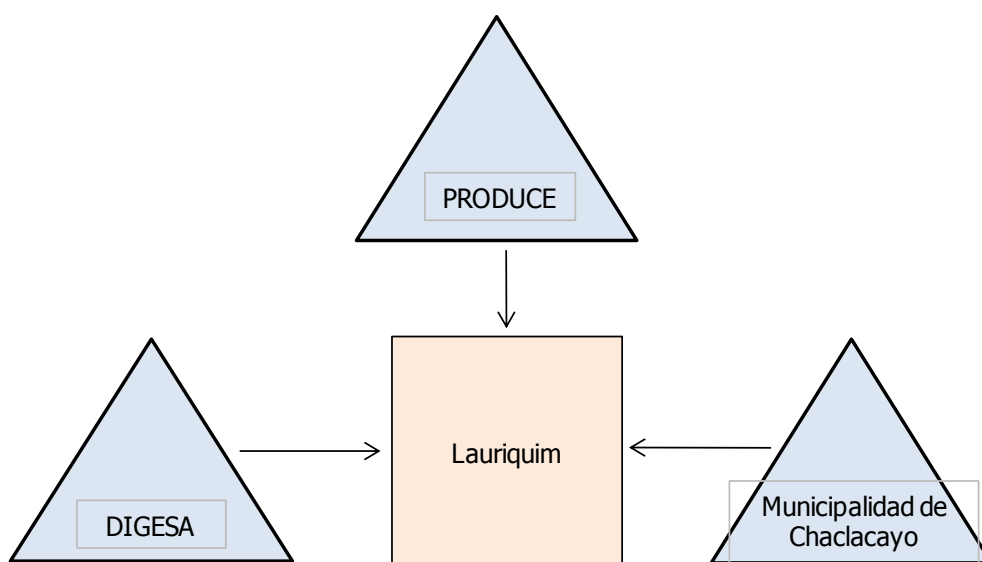 PRODUCE
Lauriquim
DIGESA
Municipalidad de
Chaclacayo